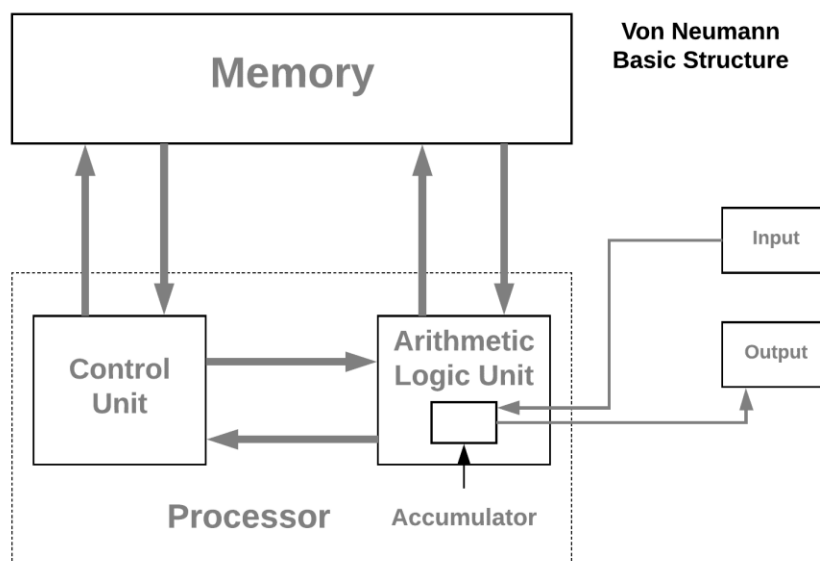 Von Neumann
Basic Structure
Memory
Input
Control
Unit
Arithmetic
Logic Unit
Output
Processor
Accumulator